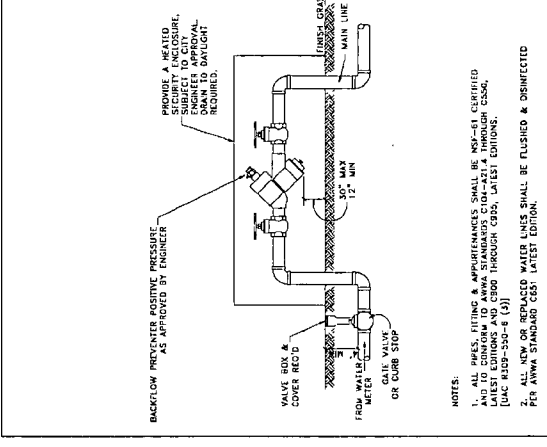 BACKFLOW PREVENTER POSITIVE PRESSURE
AS APPROVED BY ENGINEER
PROVIDE A HEATED
SECURITY ENCLOSURE,
SUBJECT TO CITY
ENGINEER APPROVAL.
DRAIN TO DAYLIGHT
REQUIRED.
FINISH GRA
MAIN LINE
30" MAX
12" MIN
VALVE BOX &
COVER REQ'D
FROM WATER
METER
GATE VALVE
OR CURB STOP
NOTES:
1. ALL PIPES, FITTING & APPURTENANCES SHALL BE NSF-61 CERTIFIED
AND TO CONFORM TO AWWA STANDARDS C104-A21.4 THROUGH C550,
LATEST EDITIONS AND C900 THROUGH C905, LATEST EDITIONS.
[UAC R309-550-6 (3)]
2. ALL NEW OR REPLACED WATER LINES SHALL BE FLUSHED & DISINFECTED
PER AWWA STANDARD C651 LATEST EDITION.